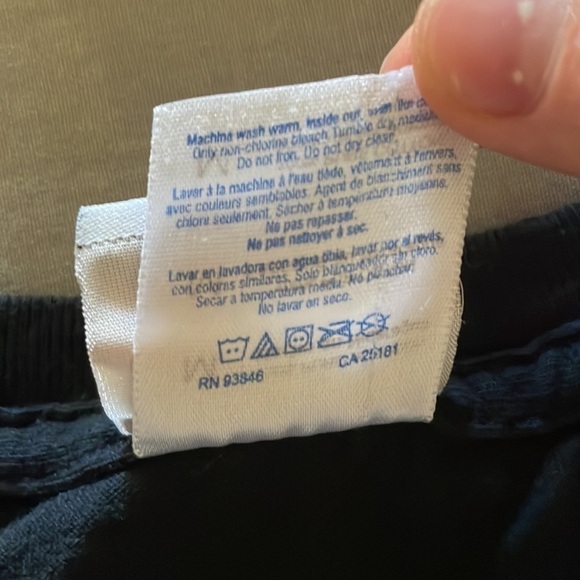 Machine wash warm, inside out, with like co
Only non-chlorine bleach. Tumble dry, medium
Do not iron. Do not dry clean.
Laver à la machine à l'eau tiède, vêtement à l'envers,
avec couleurs semblables. Agent de blanchiment sans
chlore seulement. Sécher à température moyenne.
Ne pas repasser.
Ne pas nettoyer à sec.
Lavar en lavadora con agua tibia, lavar por al revés,
con colores similares. Solo blanqueador sin cloro.
Secar a temperatura media. No planchar.
No lavar en seco.
RN 93846 CA 25181